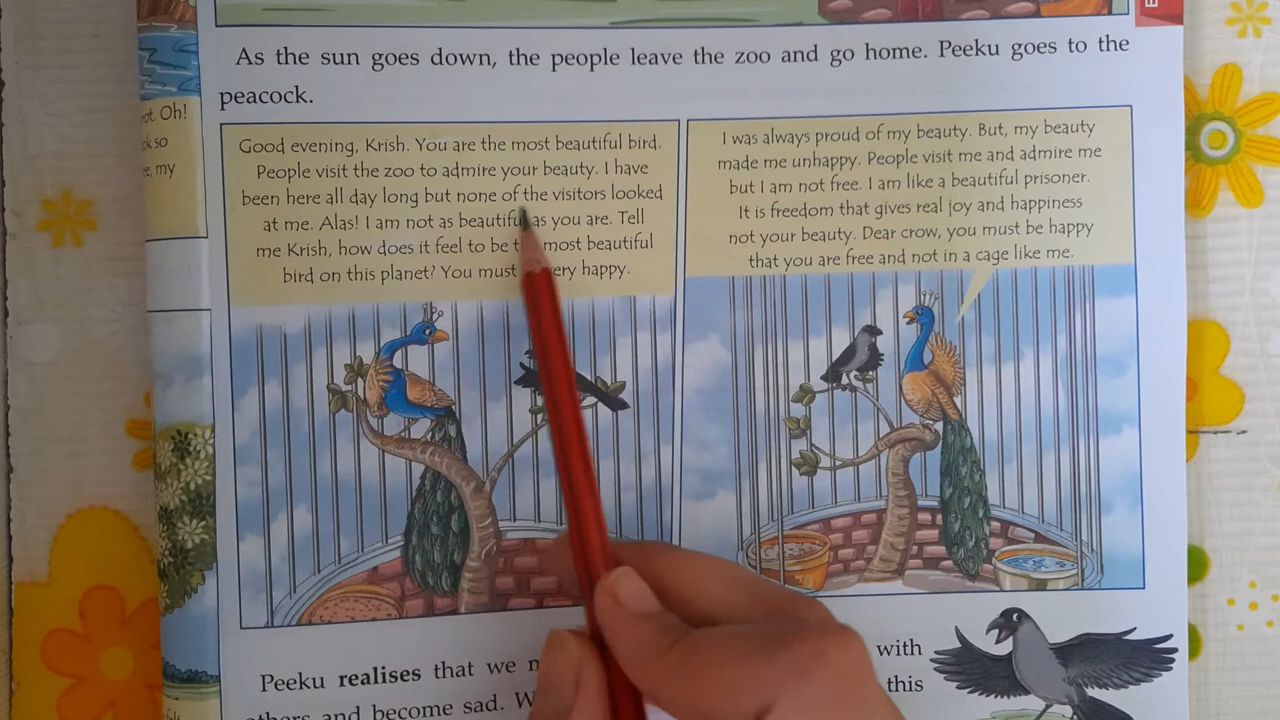 As the sun goes down, the people leave the zoo and go home. Peeku goes to the
peacock.
ot. Oh!
ok so
my
Good evening, Krish. You are the most beautiful bird.
People visit the zoo to admire your beauty. I have
been here all day long but none of the visitors looked
at me. Alas! I am not as beautiful as you are. Tell
me Krish, how does it feel to be most beautiful
bird on this planet? You must ery happy.
I was always proud of my beauty. But, my beauty
made me unhappy. People visit me and admire me
but I am not free. I am like a beautiful prisoner.
It is freedom that gives real joy and happiness
not your beauty. Dear crow, you must be happy
that you are free and not in a cage like me.
Peeku realises that we with
others and become sad. this